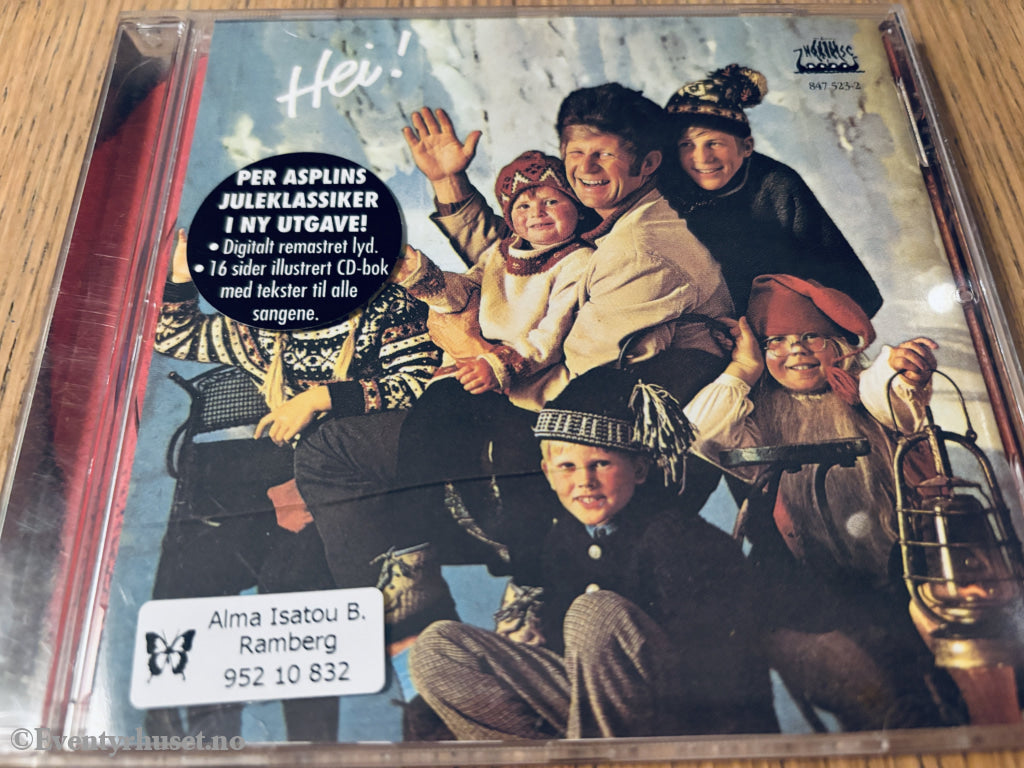 Hei!
NORDISC
847 523-2
PER ASPLINS
JULEKLASSIKER
I NY UTGAVE!
• Digitalt remastret lyd.
• 16 sider illustrert CD-bok
med tekster til alle
sangene.
Alma Isatou B.
Ramberg
952 10 832
©Eventyrhuset.no